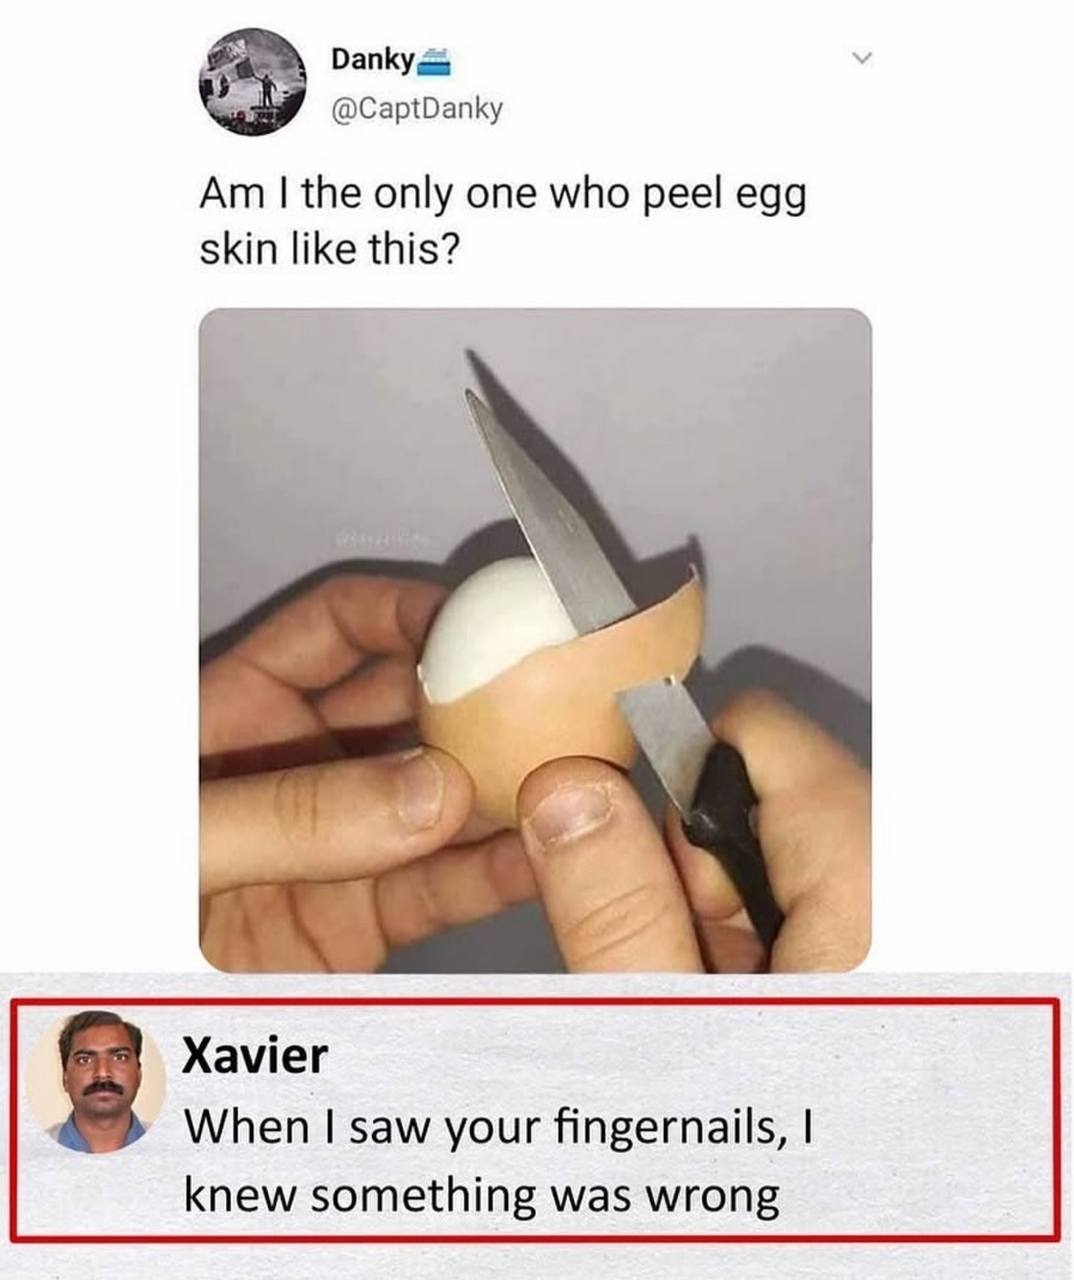 Danky🚢
@CaptDanky
Am I the only one who peel egg
skin like this?
Xavier
When I saw your fingernails, I
knew something was wrong